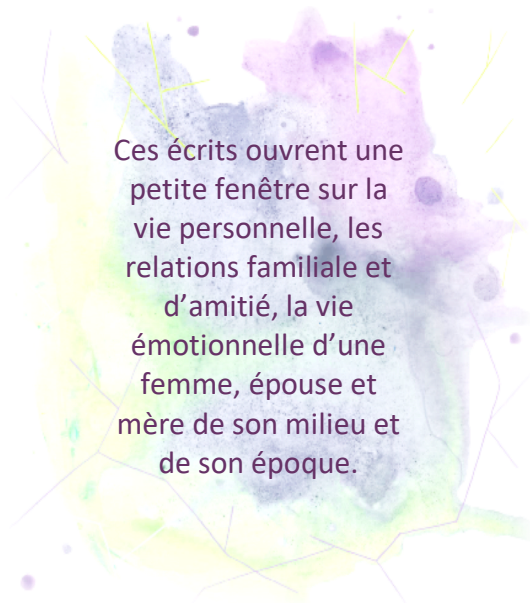 Ces écrits ouvrent une
petite fenêtre sur la
vie personnelle, les
relations familiale et
d’amitié, la vie
émotionnelle d’une
femme, épouse et
mère de son milieu et
de son époque.